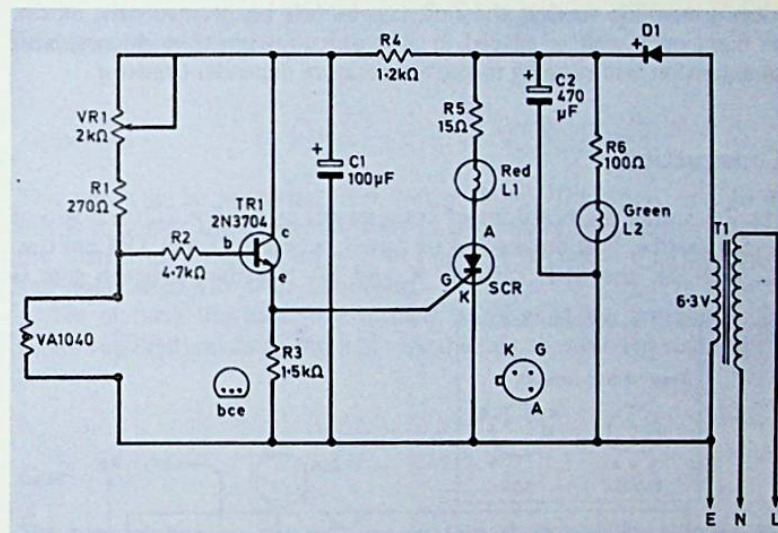 D1
+
R4
1·2kΩ
C2
470
µF
+
R5
15Ω
VR1
2kΩ
R6
100Ω
+
C1
100µF
Red
L1
R1
270Ω
TR1
2N3704
Green
L2
T1
R2
4·7kΩ
b
c
e
A
G
K
SCR
6·3V
VA1040
R3
1·5kΩ
K G
A
bce
E N L